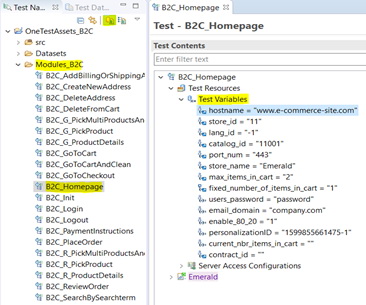 Test Na...
Test Dat...
OneTestAssets_B2C
src
Datasets
Modules_B2C
B2C_AddBillingOrShippingA
B2C_CreateNewAddress
B2C_DeleteAddress
B2C_DeleteFromCart
B2C_G_PickMultiProductsAn
B2C_G_PickProduct
B2C_G_ProductDetails
B2C_GoToCart
B2C_GoToCartAndClean
B2C_GoToCheckout
B2C_Homepage
B2C_Init
B2C_Login
B2C_Logout
B2C_PaymentInstructions
B2C_PlaceOrder
B2C_R_PickMultiProductsAn
B2C_R_PickProduct
B2C_R_ProductDetails
B2C_ReviewOrder
B2C_SearchBySearchterm
B2C_Homepage
Test - B2C_Homepage
Test Contents
Enter filter text
B2C_Homepage
Test Resources
Test Variables
hostname = "www.e-commerce-site.com"
store_id = "11"
lang_id = "-1"
catalog_id = "11001"
port_num = "443"
store_name = "Emerald"
max_items_in_cart = "2"
fixed_number_of_items_in_cart = "1"
users_password = "password"
email_domain = "company.com"
enable_80_20 = "1"
personalizationID = "1599855661475-1"
current_nbr_items_in_cart = ""
contract_id = ""
Server Access Configurations
Emerald